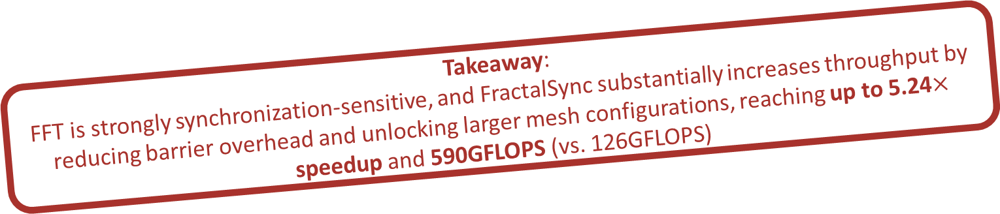 Takeaway:
FFT is strongly synchronization-sensitive, and FractalSync substantially increases throughput by
reducing barrier overhead and unlocking larger mesh configurations, reaching up to 5.24×
speedup and 590GFLOPS (vs. 126GFLOPS)